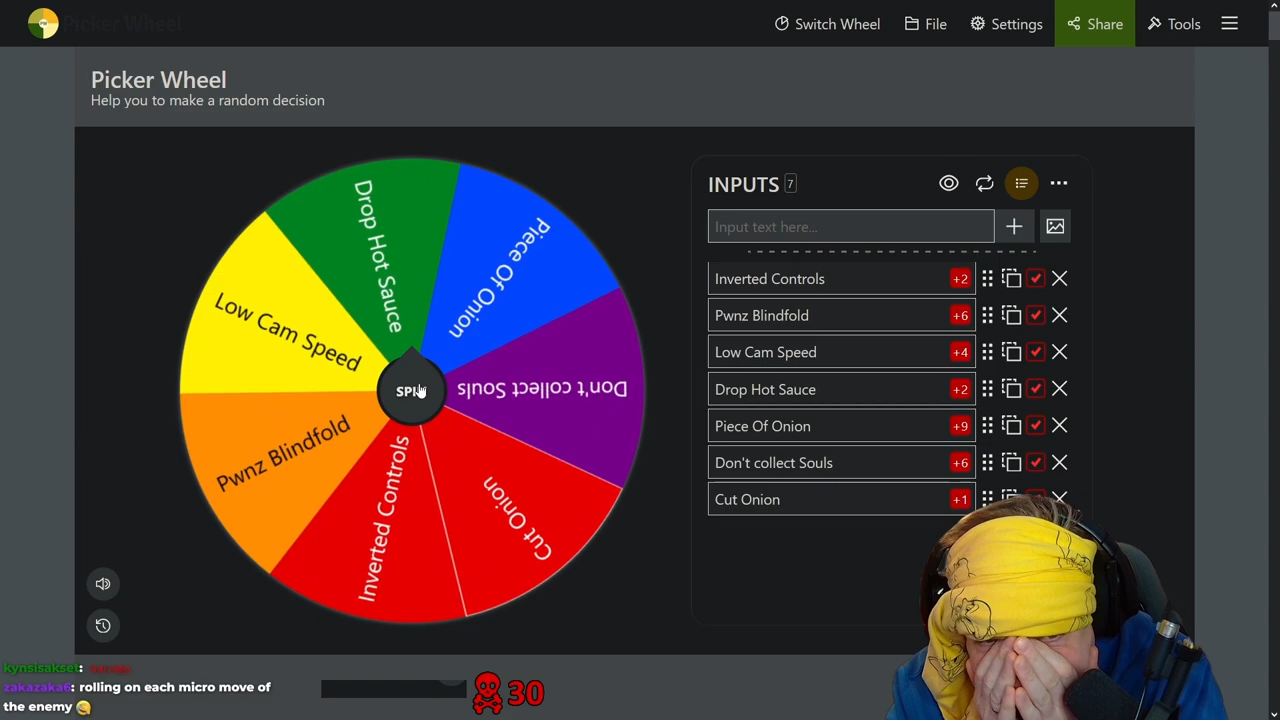 Picker Wheel
Switch Wheel
File
Settings
Share
Tools
Picker Wheel
Help you to make a random decision
Drop Hot Sauce
Piece Of Onion
Low Cam Speed
Don't collect Souls
Pwnz Blindfold
Inverted Controls
Cut Onion
INPUTS 7
Input text here...
Inverted Controls +2
Pwnz Blindfold +6
Low Cam Speed +4
Drop Hot Sauce +2
Piece Of Onion +9
Don't collect Souls +6
Cut Onion +1
kynsisakset:
zakazaka6: rolling on each micro move of
the enemy
30